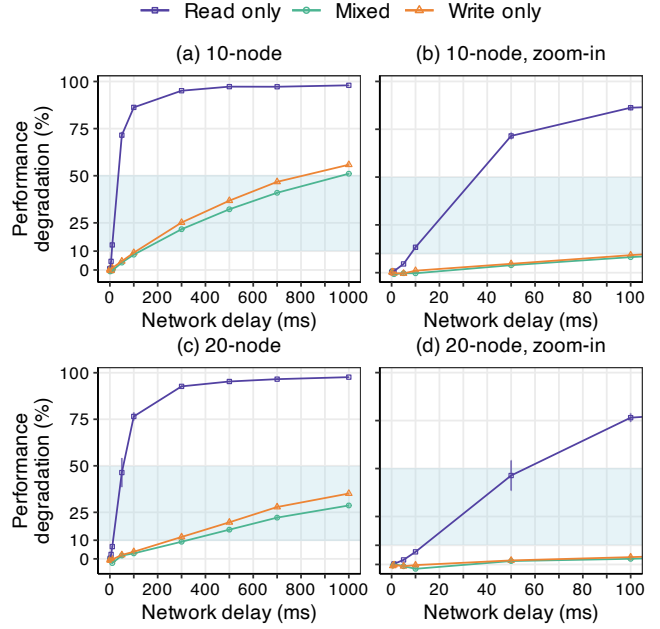 Read only Mixed Write only
(a) 10-node
(b) 10-node, zoom-in
Performance
degradation (%)
100
75
50
25
10
0
0 200 400 600 800 1000
Network delay (ms)
0 20 40 60 80 100
Network delay (ms)
(c) 20-node
(d) 20-node, zoom-in
Performance
degradation (%)
100
75
50
25
10
0
0 200 400 600 800 1000
Network delay (ms)
0 20 40 60 80 100
Network delay (ms)